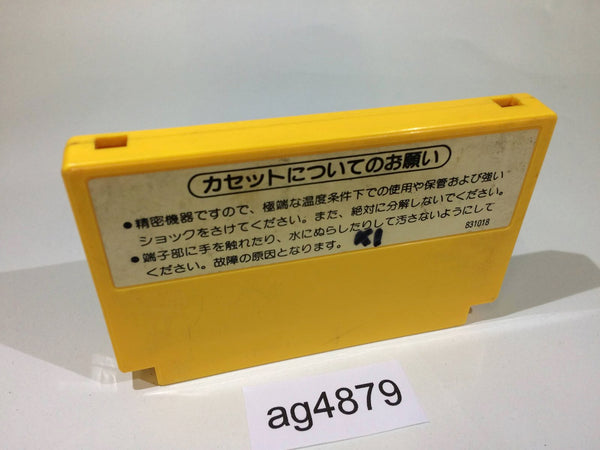 カセットについてのお願い
●精密機器ですので、極端な温度条件下での使用や保管および強い
ショックをさけてください。また、絶対に分解しないでください。
●端子部に手を触れたり、水にぬらしたりして汚さないようにして
ください。故障の原因となります。
831018
ag4879